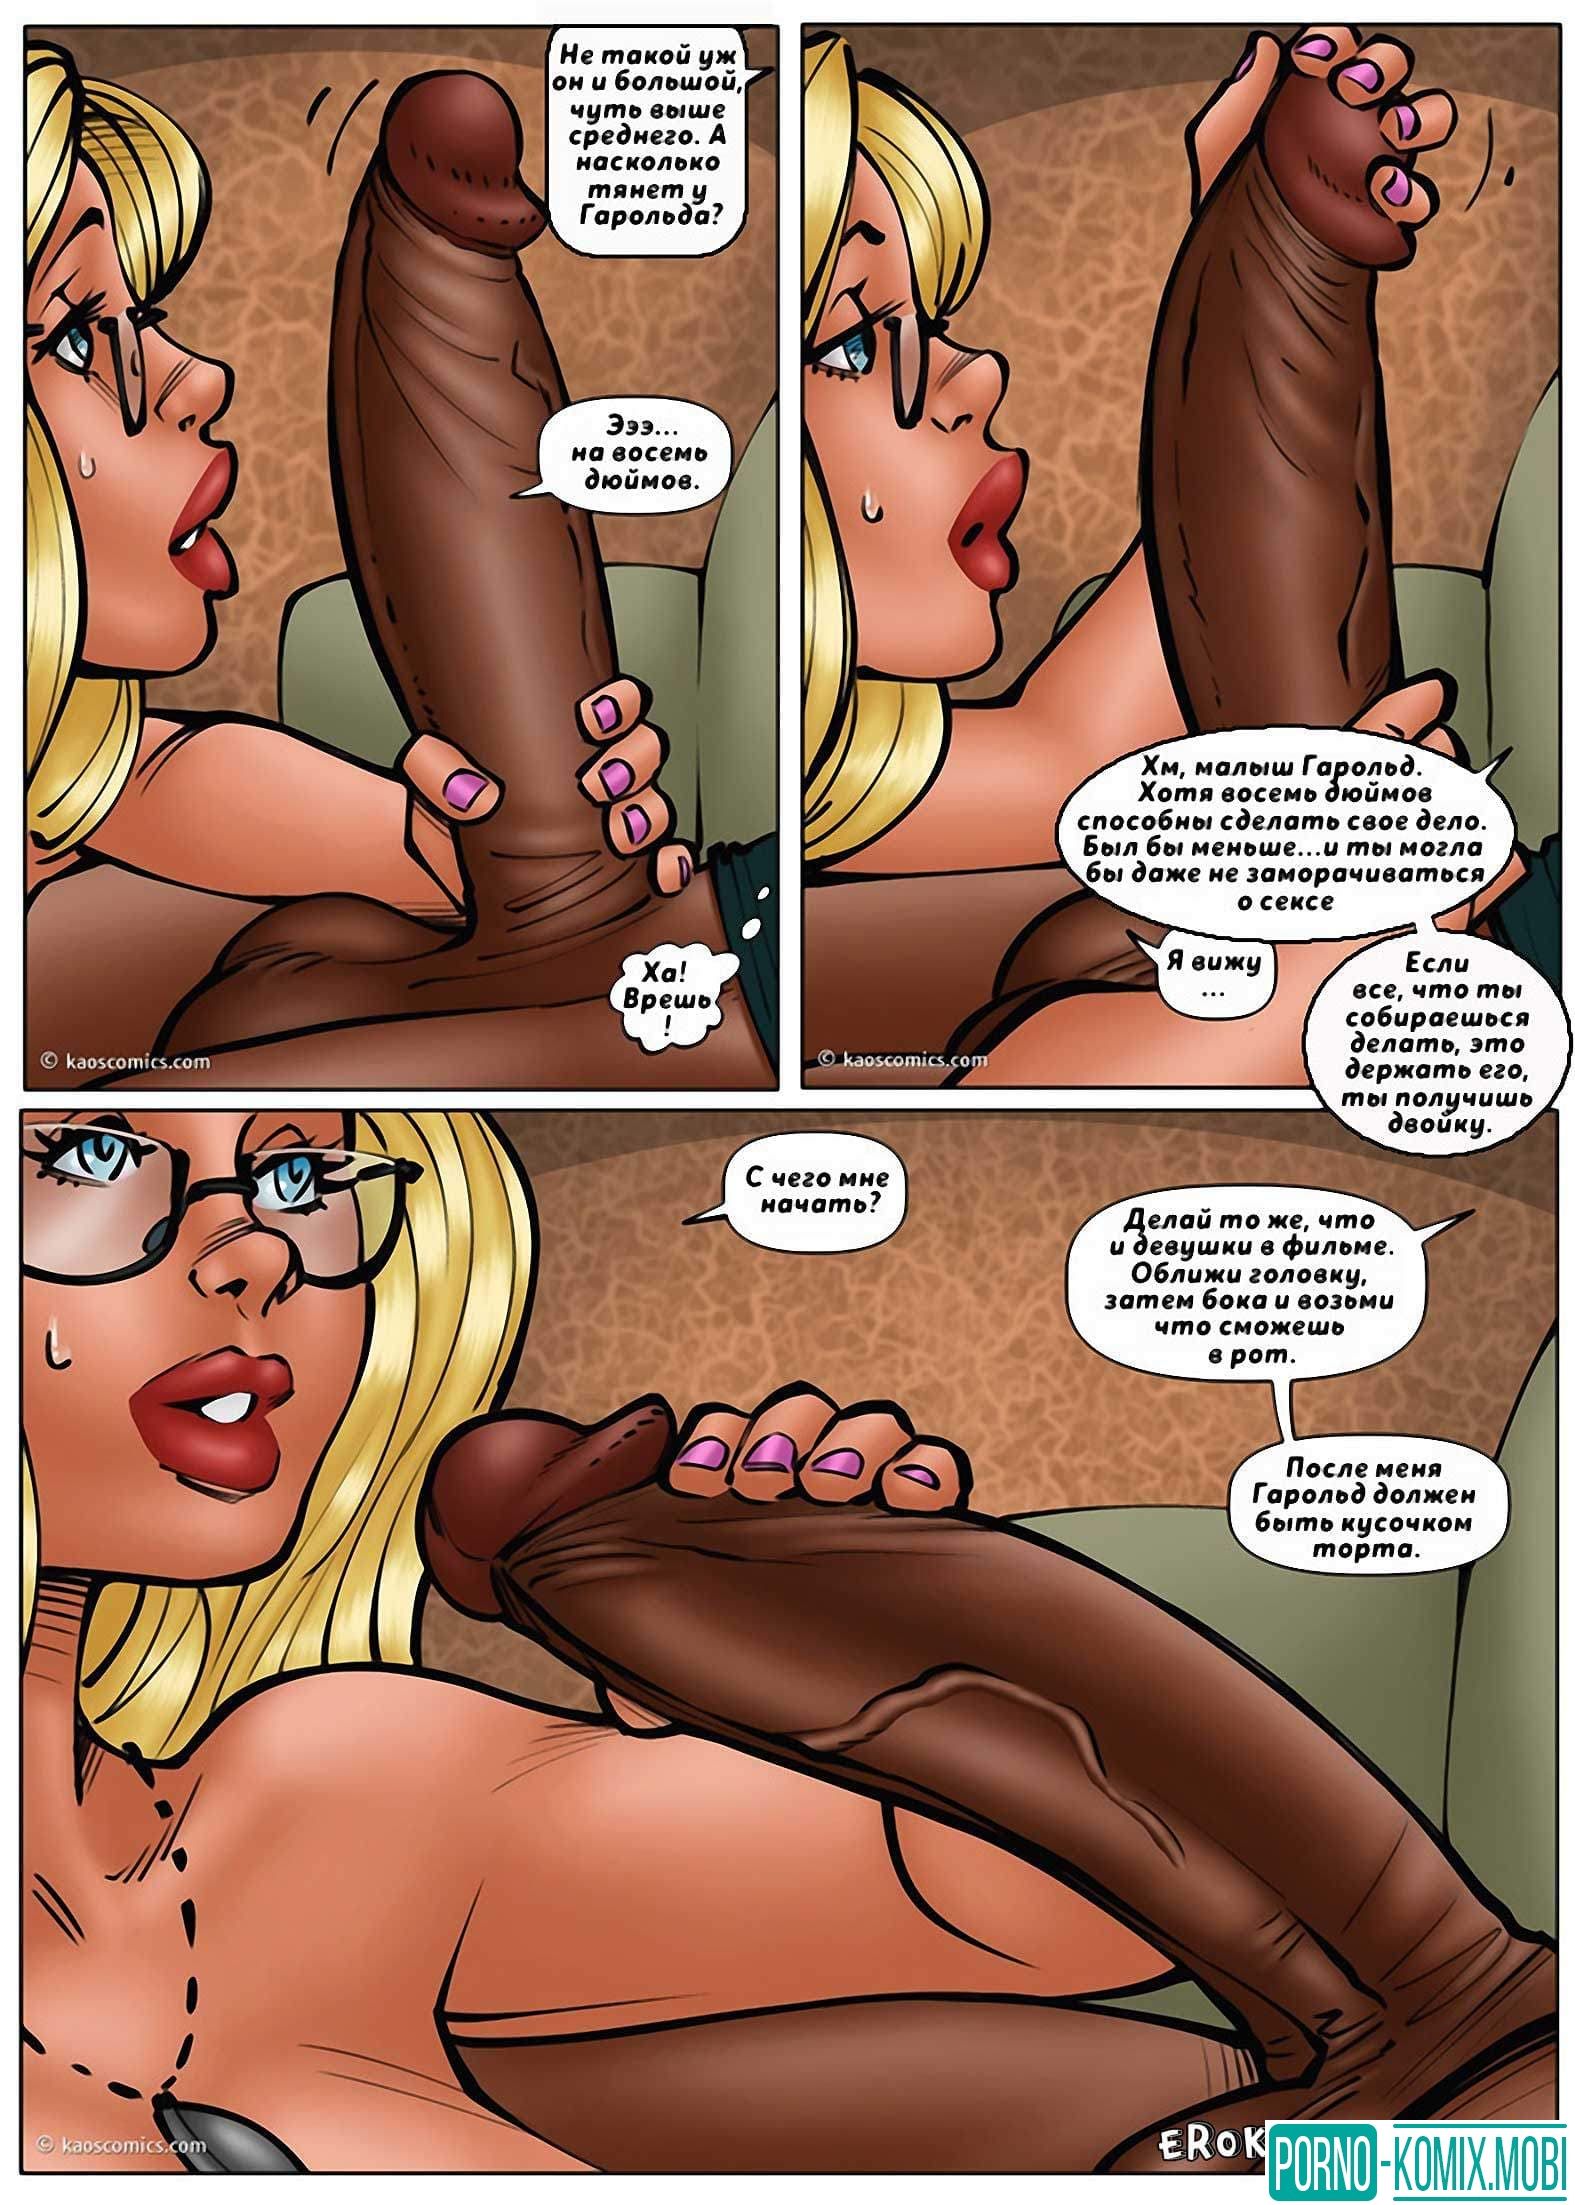 Не такой уж
он и большой,
чуть выше
среднего. А
насколько
тянет у
Гарольда?
Эээ...
на восемь
дюймов.
Ха!
Врешь
!
© kaoscomics.com
Хм, малыш Гарольд.
Хотя восемь дюймов
способны сделать свое дело.
Был бы меньше...и ты могла
бы даже не заморачиваться
о сексе
Я вижу
...
Если
все, что ты
собираешься
делать, это
держать его,
ты получишь
двойку.
© kaoscomics.com
С чего мне
начать?
Делай то же, что
и девушки в фильме.
Оближи головку,
затем бока и возьми
что сможешь
в рот.
После меня
Гарольд должен
быть кусочком
торта.
© kaoscomics.com
PORNO-KOMIX.MOBI